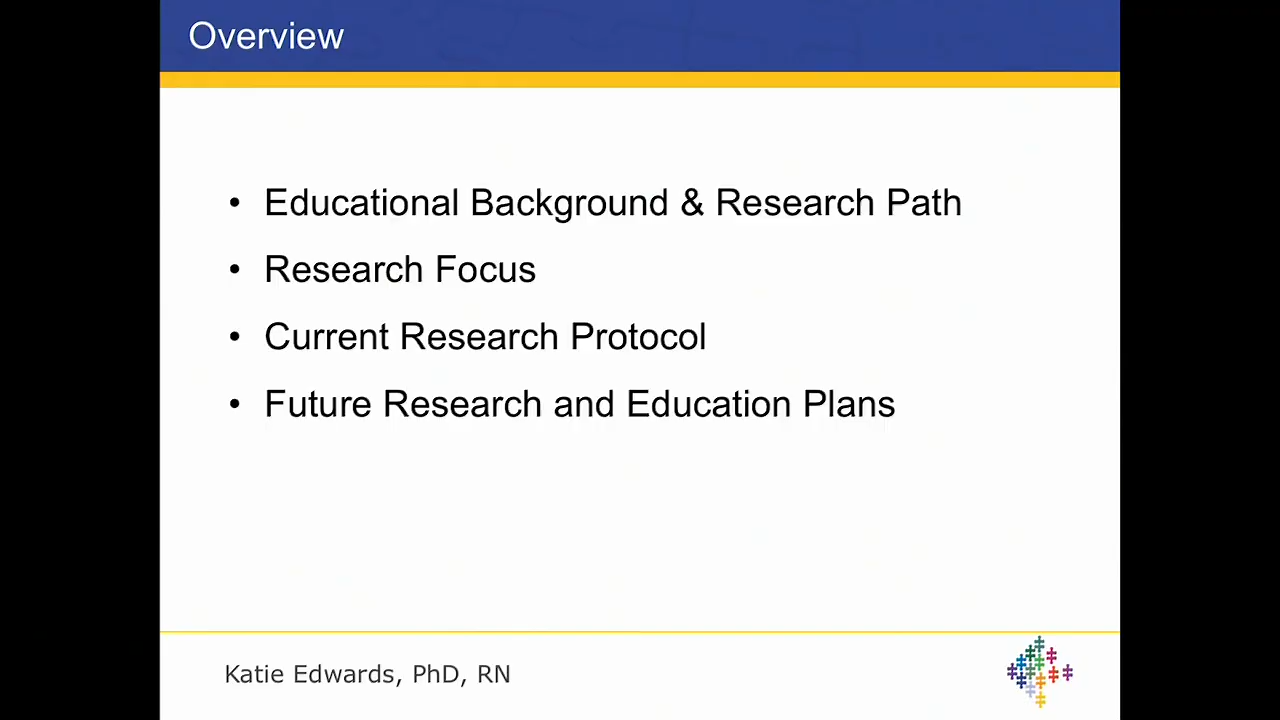 Overview
• Educational Background & Research Path
• Research Focus
• Current Research Protocol
• Future Research and Education Plans
Katie Edwards, PhD, RN